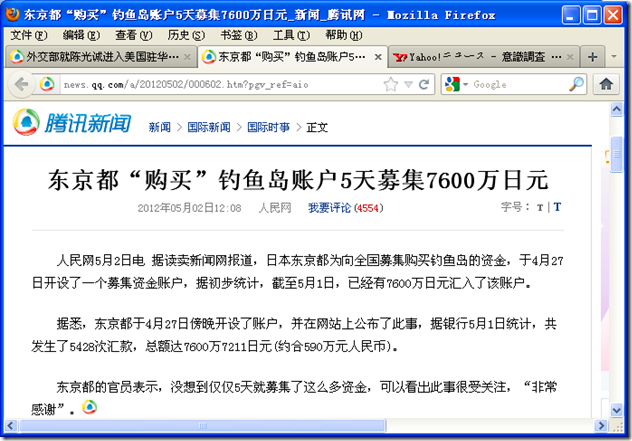 东京都“购买”钓鱼岛账户5天募集7600万日元_新闻_腾讯网 - Mozilla Firefox
文件(F) 编辑(E) 查看(V) 历史(S) 书签(B) 工具(T) 帮助(H)
外交部就陈光诚进入美国驻华... 东京都“购买”钓鱼岛账户5... Yahoo!ニュース - 意識調査 ...
news.qq.com/a/20120502/000602.htm?pgv_ref=aio Google
腾讯新闻 新闻 > 国际新闻 > 国际时事 > 正文
东京都“购买”钓鱼岛账户5天募集7600万日元
2012年05月02日12:08 人民网 我要评论(4554) 字号：T|T
人民网5月2日电 据读卖新闻网报道，日本东京都为向全国募集购买钓鱼岛的资金，于4月27
日开设了一个募集资金账户，据初步统计，截至5月1日，已经有7600万日元汇入了该账户。
据悉，东京都于4月27日傍晚开设了账户，并在网站上公布了此事，据银行5月1日统计，共
发生了5428次汇款，总额达7600万7211日元(约合590万元人民币)。
东京都的官员表示，没想到仅仅5天就募集了这么多资金，可以看出此事很受关注，“非常
感谢”。